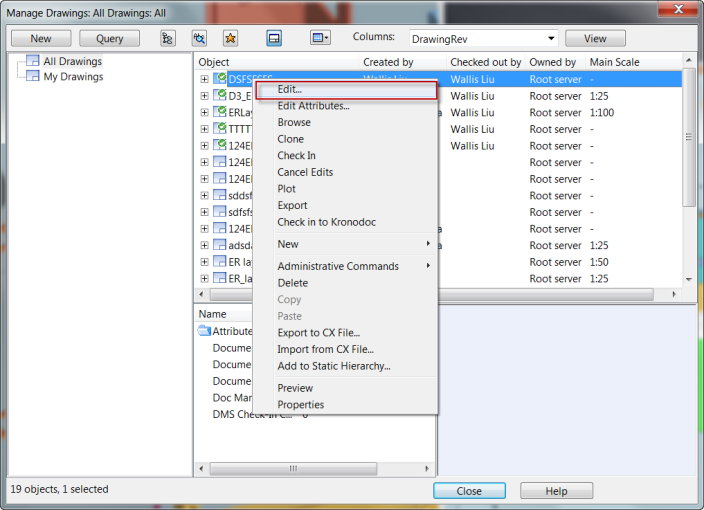 Manage Drawings: All Drawings: All
New Query Columns: DrawingRev View
All Drawings
My Drawings
Object Created by Checked out by Owned by Main Scale
DSFSFSFS Wallis Liu Wallis Liu Root server -
D3_E Wallis Liu Root server 1:25
ERLay a Wallis Liu Root server 1:100
TTTT Wallis Liu Root server -
124EI Wallis Liu Root server -
124EI Root server -
124EI Root server -
sddsf Root server -
sdfsfs Root server -
124EI a Root server -
adsda a Root server 1:25
ER lay Root server 1:50
ER_la Root server 1:25
Edit...
Edit Attributes...
Browse
Clone
Check In
Cancel Edits
Plot
Export
Check in to Kronodoc
New
Administrative Commands
Delete
Copy
Paste
Export to CX File...
Import from CX File...
Add to Static Hierarchy...
Preview
Properties
Name
Attribute
Docume
Docume
Docume
Doc Mar
DMS Check-In C...
19 objects, 1 selected
Close Help